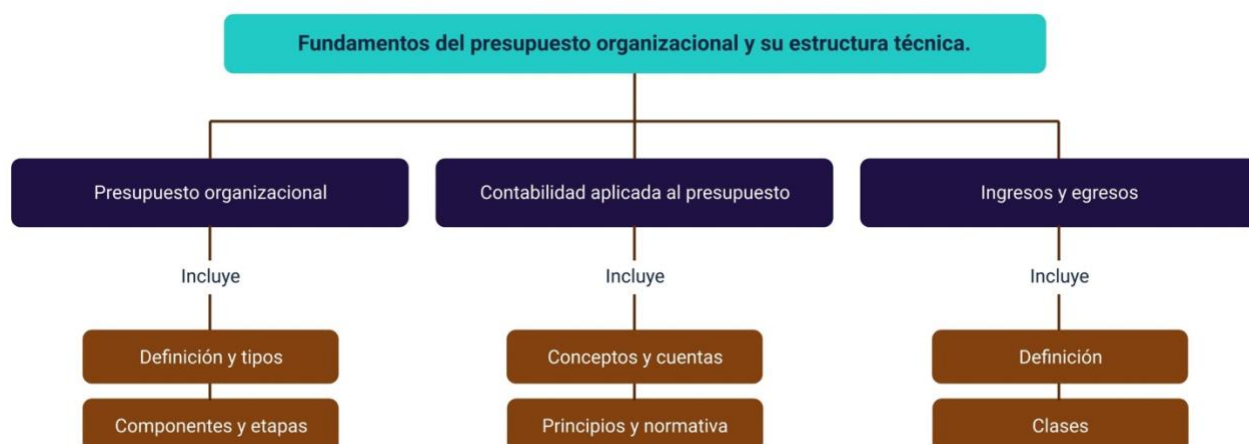 Fundamentos del presupuesto organizacional y su estructura técnica.
Presupuesto organizacional
Contabilidad aplicada al presupuesto
Ingresos y egresos
Incluye
Incluye
Incluye
Definición y tipos
Conceptos y cuentas
Definición
Componentes y etapas
Principios y normativa
Clases